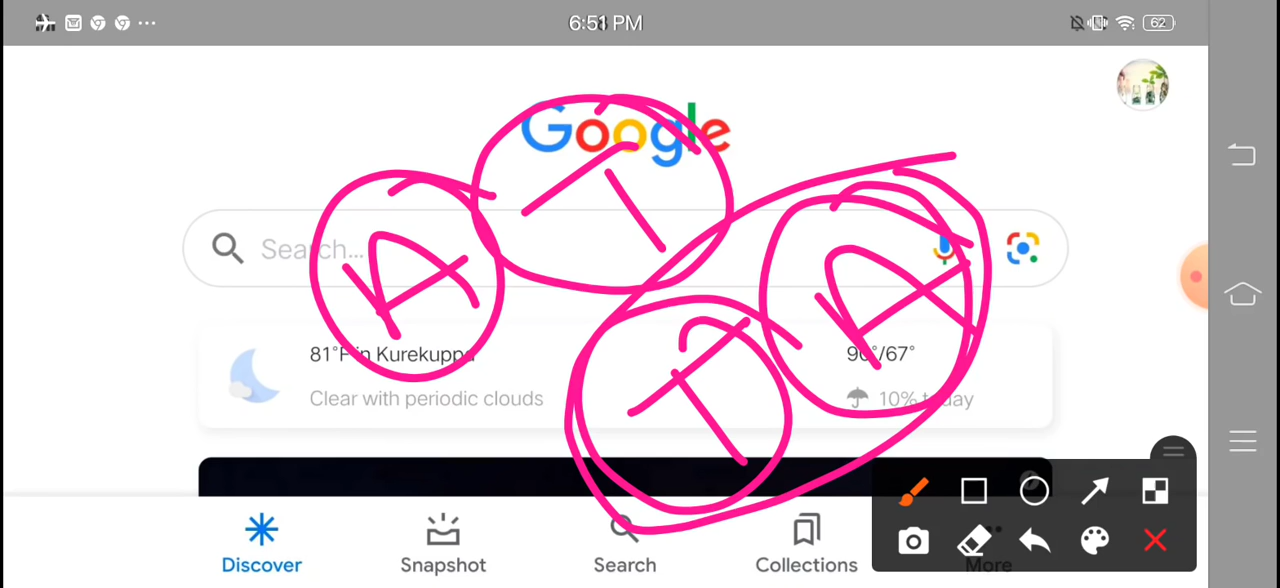 6:51 PM
62
Google
Search...
A
T
T
A
81°F in Kurekuppa
90°/67°
Clear with periodic clouds
10% today
Discover
Snapshot
Search
Collections
More